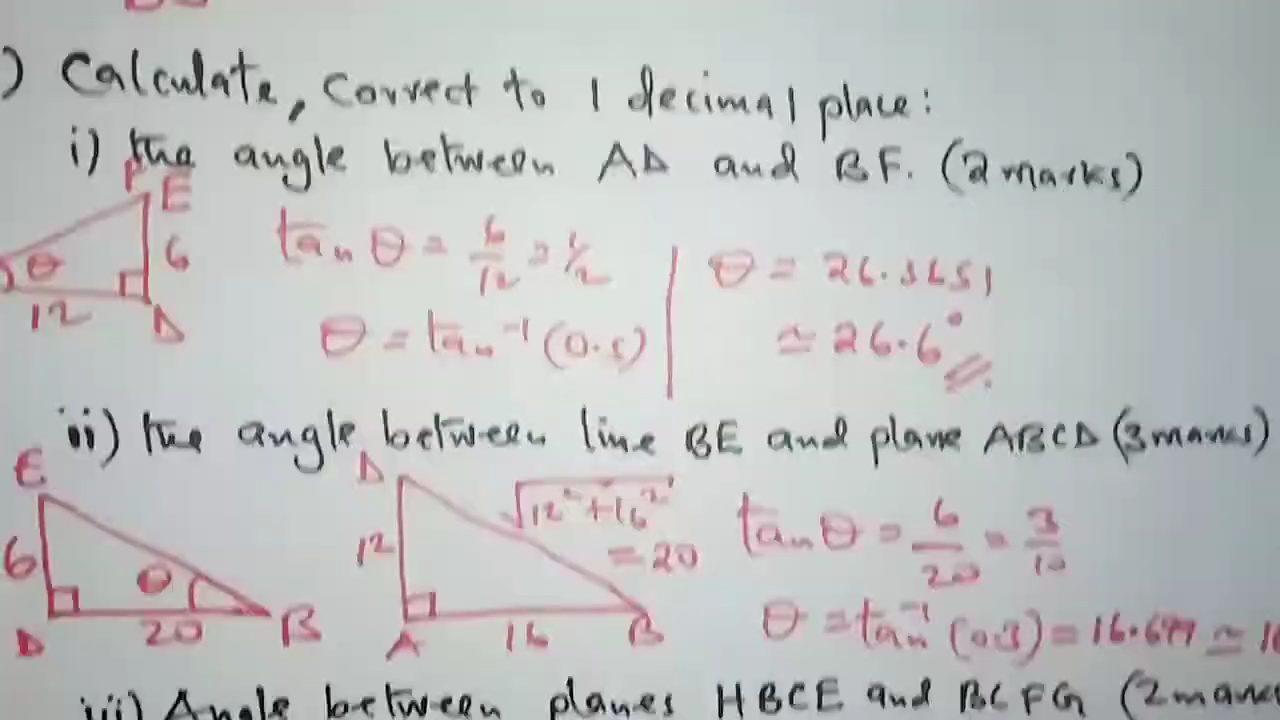 ) Calculate, correct to 1 decimal place:
i) the angle between AD and BF. (2 marks)
E
θ
6
12
D
tan θ = 6/12 = 1/2
θ = tan⁻¹ (0.5)
θ = 26.5651
≃ 26.6°
ii) the angle between line BE and plane ABCD (3 marks)
E
6
θ
D
20
B
D
12
√12² + 16²
= 20
A
16
B
tan θ = 6/20 = 3/10
θ = tan⁻¹ (0.3) = 16.699 ≃
iii) Angle between planes HBCE and BCFG (2 marks